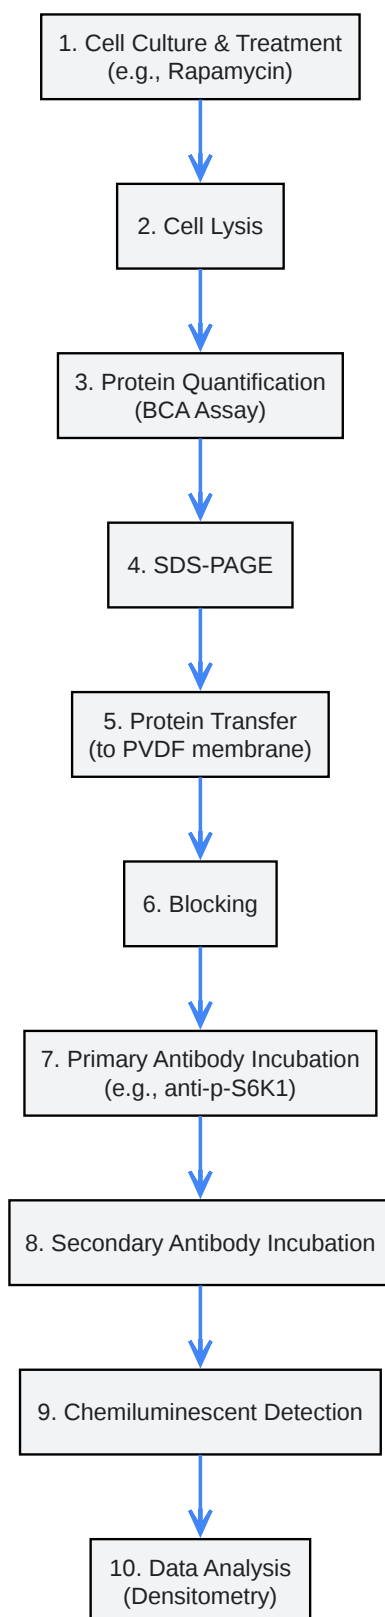 1. Cell Culture & Treatment
(e.g., Rapamycin)
2. Cell Lysis
3. Protein Quantification
(BCA Assay)
4. SDS-PAGE
5. Protein Transfer
(to PVDF membrane)
6. Blocking
7. Primary Antibody Incubation
(e.g., anti-p-S6K1)
8. Secondary Antibody Incubation
9. Chemiluminescent Detection
10. Data Analysis
(Densitometry)